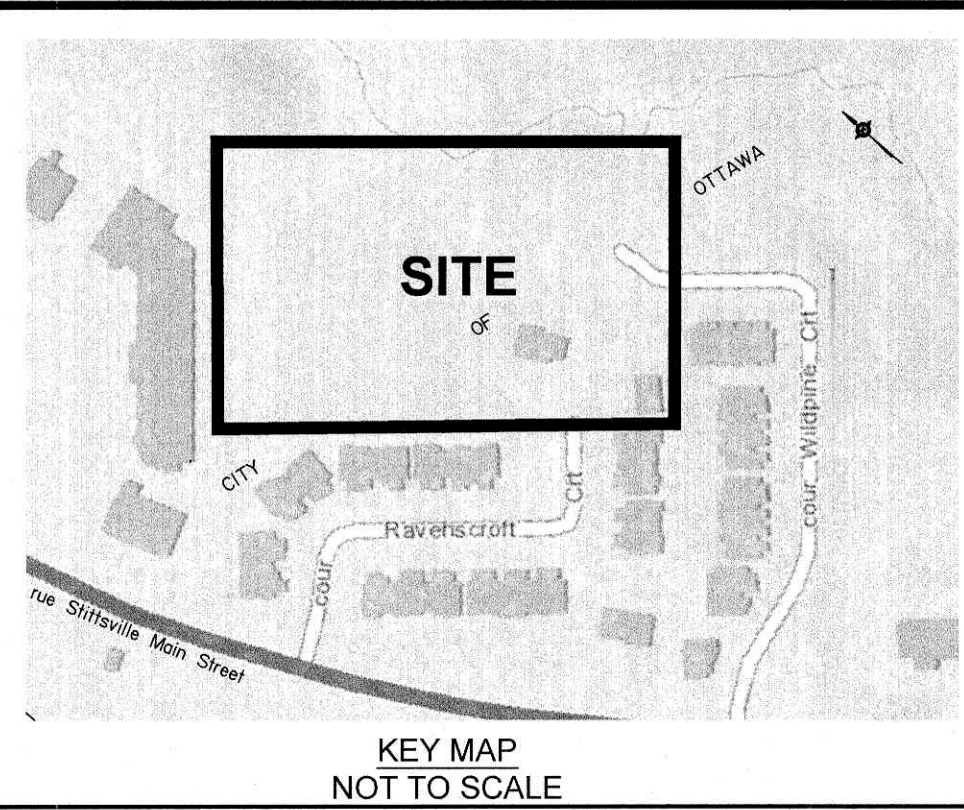 OTTAWA
SITE
OF
cour Wildpine Crt
CITY
cour Ravenscroft Crt
rue Stittsville Main Street
KEY MAP
NOT TO SCALE